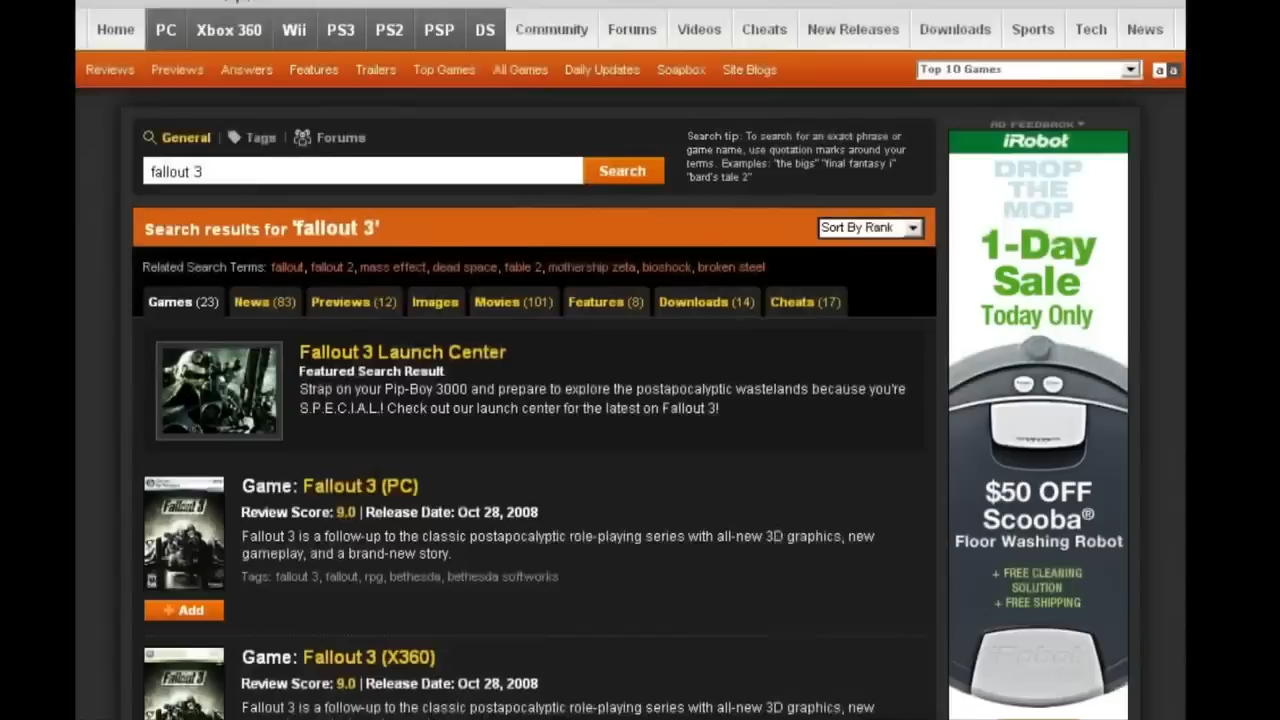 Home PC Xbox 360 Wii PS3 PS2 PSP DS Community Forums Videos Cheats New Releases Downloads Sports Tech News
Reviews Previews Answers Features Trailers Top Games All Games Daily Updates Soapbox Site Blogs Top 10 Games a a
General | Tags | Forums
fallout 3 Search
Search tip: To search for an exact phrase or
game name, use quotation marks around your
terms. Examples: "the bigs" "final fantasy i"
"bard's tale 2"
Search results for 'fallout 3' Sort By Rank
Related Search Terms: fallout, fallout 2, mass effect, dead space, fable 2, mothership zeta, bioshock, broken steel
Games (23) News (83) Previews (12) Images Movies (101) Features (8) Downloads (14) Cheats (17)
Fallout 3 Launch Center
Featured Search Result
Strap on your Pip-Boy 3000 and prepare to explore the postapocalyptic wastelands because you're
S.P.E.C.I.A.L.! Check out our launch center for the latest on Fallout 3!
Fallout 3
Game: Fallout 3 (PC)
Review Score: 9.0 | Release Date: Oct 28, 2008
Fallout 3 is a follow-up to the classic postapocalyptic role-playing series with all-new 3D graphics, new
gameplay, and a brand-new story.
Tags: fallout 3, fallout, rpg, bethesda, bethesda softworks
+ Add
Fallout 3
Game: Fallout 3 (X360)
Review Score: 9.0 | Release Date: Oct 28, 2008
Fallout 3 is a follow-up to the classic postapocalyptic role-playing series with all-new 3D graphics, new
AD FEEDBACK
iRobot
DROP
THE
MOP
1-Day
Sale
Today Only
$50 OFF
Scooba®
Floor Washing Robot
+ FREE CLEANING
SOLUTION
+ FREE SHIPPING
iRobot